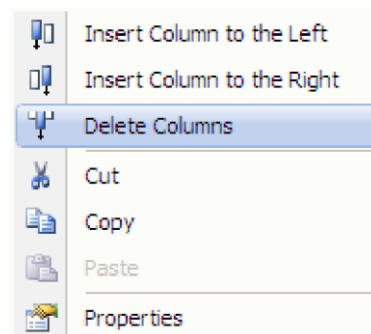 Insert Column to the Left
Insert Column to the Right
Delete Columns
Cut
Copy
Paste
Properties